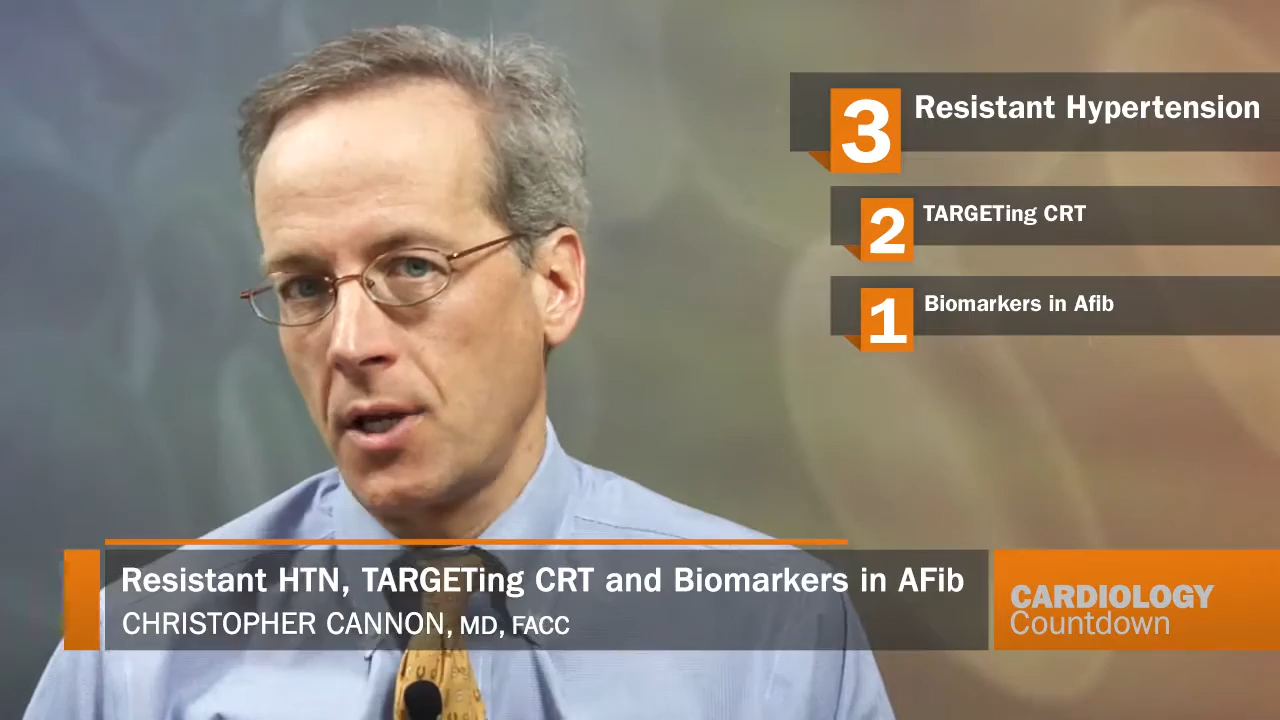 3 Resistant Hypertension
2 TARGETing CRT
1 Biomarkers in Afib
Resistant HTN, TARGETing CRT and Biomarkers in AFib
CHRISTOPHER CANNON, MD, FACC
CARDIOLOGY
Countdown